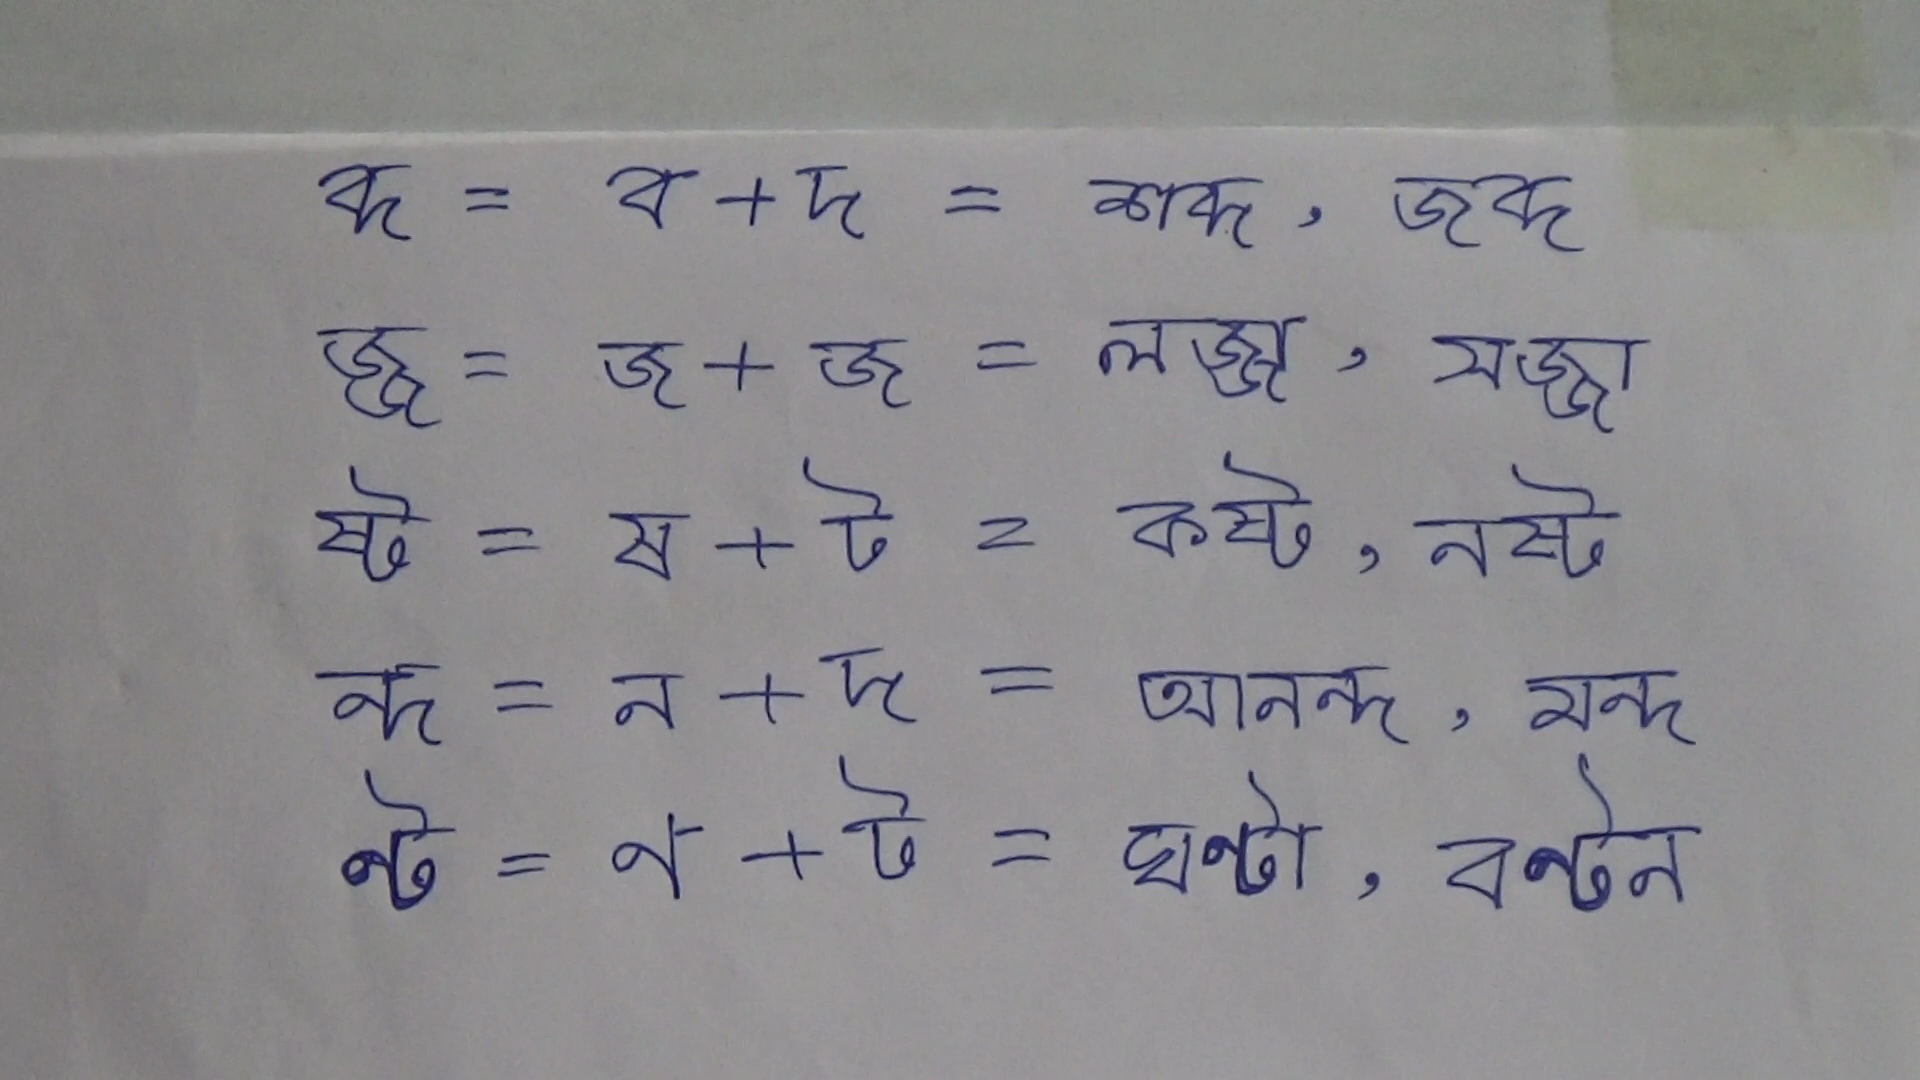 ব্দ = ব + দ = শব্দ, জব্দ
জ্জ = জ + জ = লজ্জা, সজ্জা
ষ্ট = ষ + ট = কষ্ট, নষ্ট
ন্দ = ন + দ = আনন্দ, মন্দ
ণ্ট = ণ + ট = ঘণ্টা, বণ্টন